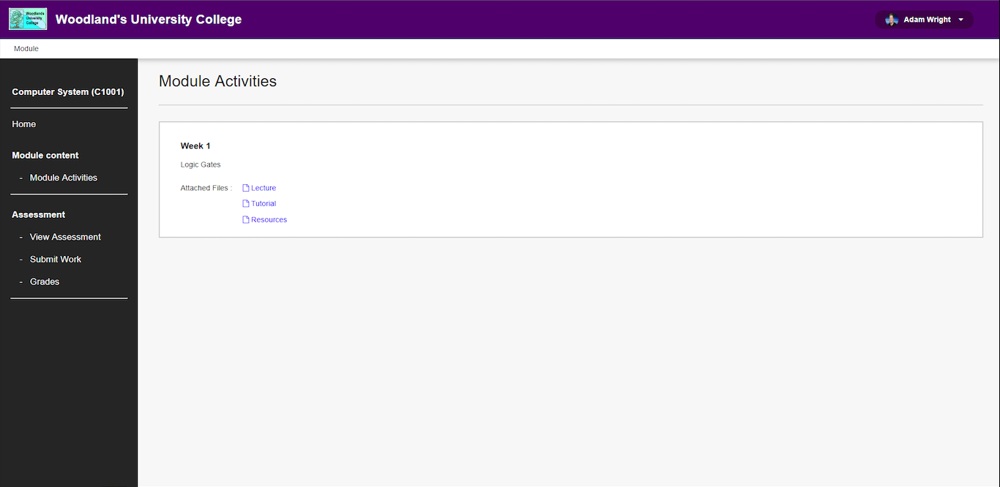 Woodlands
University
College
Woodland's University College
Adam Wright
Module
Computer System (C1001)
Home
Module content
- Module Activities
Assessment
- View Assessment
- Submit Work
- Grades
Module Activities
Week 1
Logic Gates
Attached Files : Lecture
Tutorial
Resources